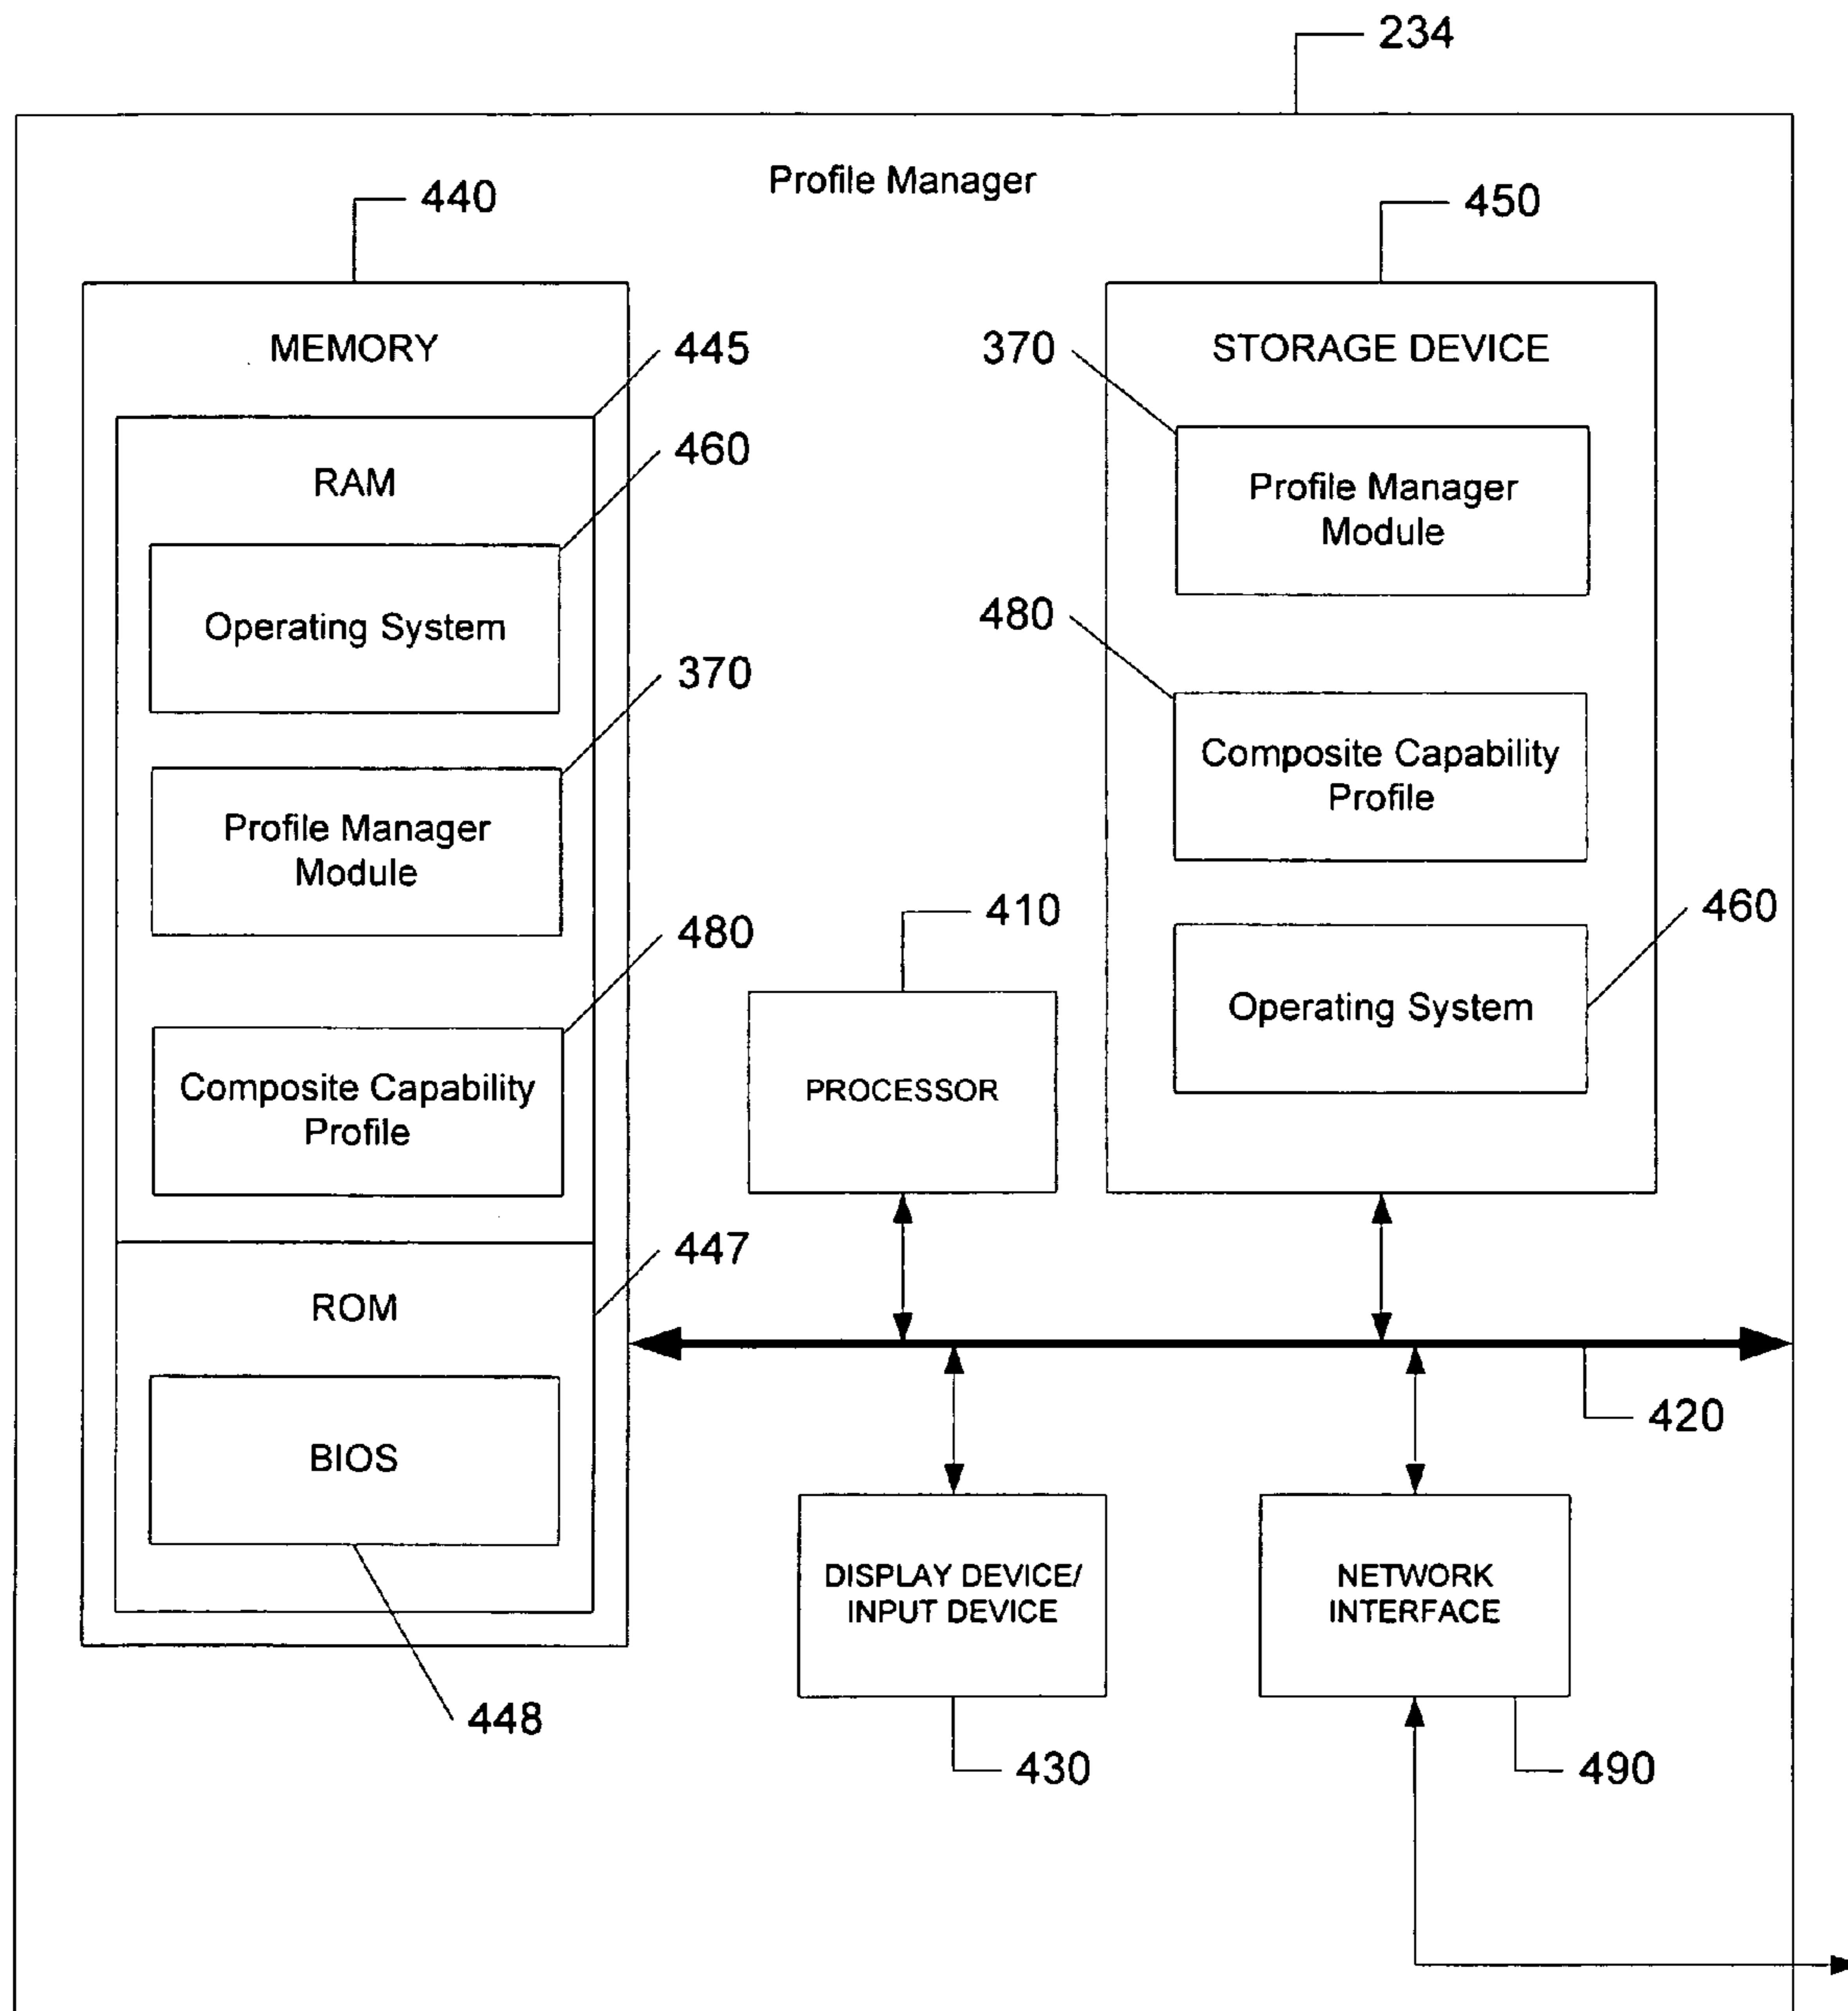 234
Profile Manager
440
450
MEMORY
445
370
STORAGE DEVICE
RAM
460
Profile Manager
Module
Operating System
480
370
Composite Capability
Profile
Profile Manager
Module
480
410
460
Operating System
PROCESSOR
Composite Capability
Profile
447
ROM
420
BIOS
DISPLAY DEVICE/
INPUT DEVICE
NETWORK
INTERFACE
448
430
490